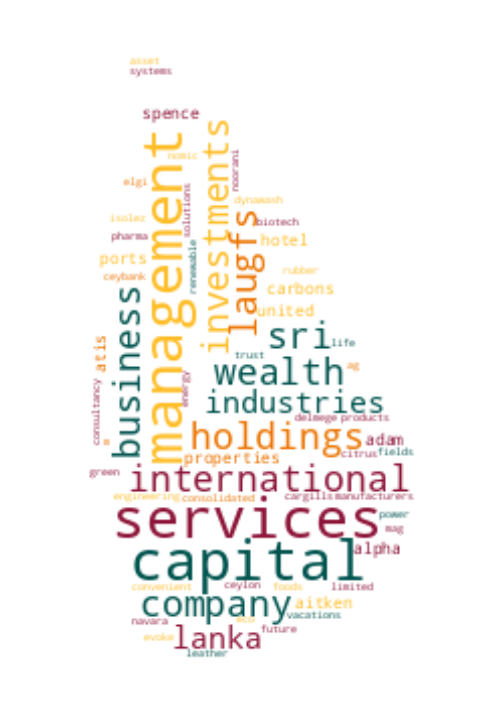 asset
systems
spence
management
investments
nomic
noorani
elgi
solutions
dynawash
isolez
laugfs
biotech
pharma
hotel
renewable
ports
ceybank
rubber
carbons
business
united
sri
life
atis
trust
wealth
ag
energy
consultancy
industries
delmege
products
holdings
adam
m
citrus
fields
properties
green
international
engineering
consolidated
cargills
manufacturers
services
power
mag
capital
alpha
convenient
ceylon
foods
limited
company
aitken
vacations
navara
eco
lanka
future
evoke
leather